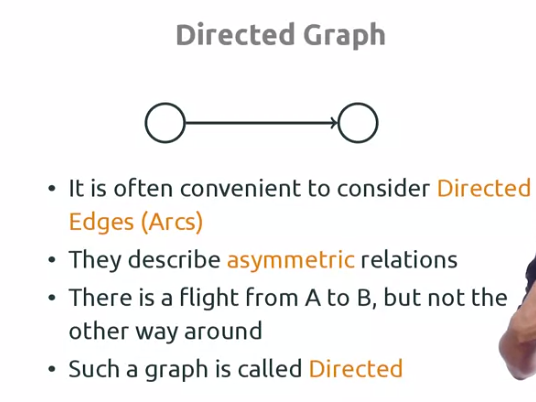 Directed Graph
• It is often convenient to consider Directed
Edges (Arcs)
• They describe asymmetric relations
• There is a flight from A to B, but not the
other way around
• Such a graph is called Directed